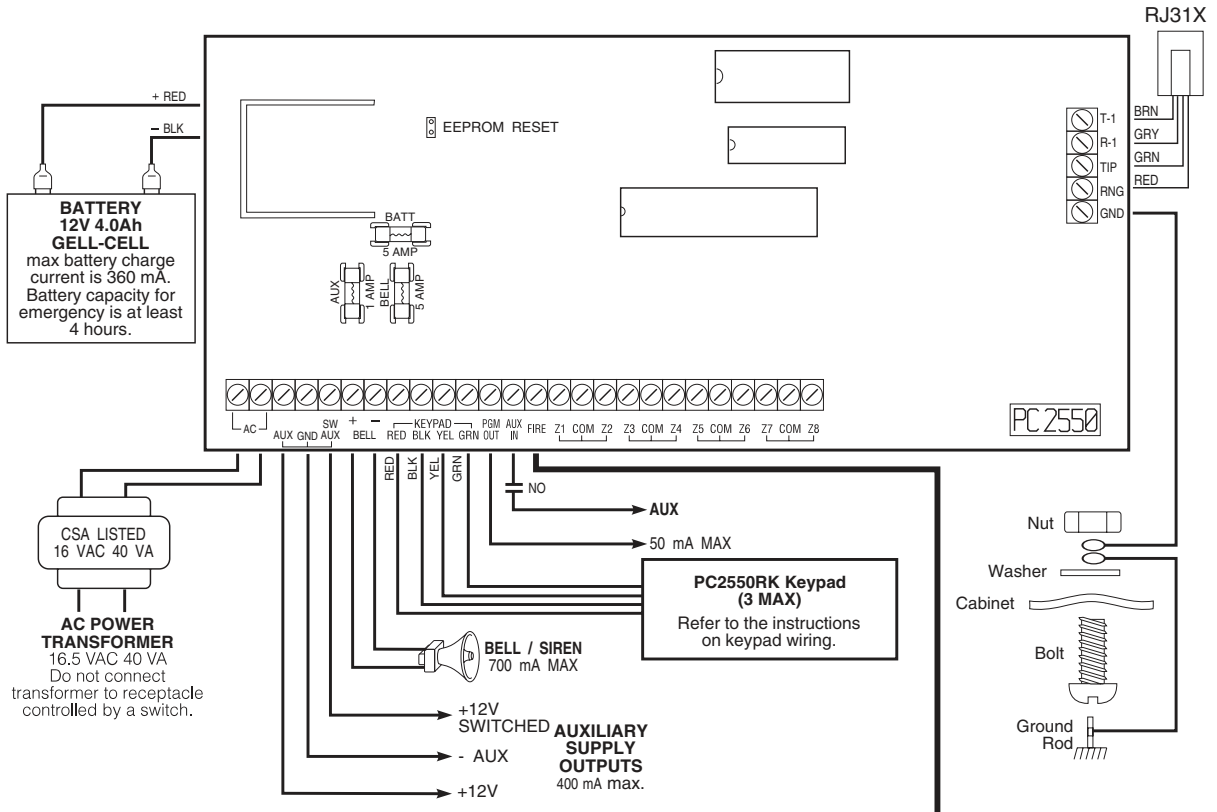 RJ31X
+ RED
– BLK
EEPROM RESET
BATTERY
12V 4.0Ah
GELL-CELL
max battery charge
current is 360 mA.
Battery capacity for
emergency is at least
4 hours.
BATT
5 AMP
AUX
1 AMP
BELL
5 AMP
T-1
R-1
TIP
RNG
GND
BRN
GRY
GRN
RED
PC2550
AC
AUX GND SW AUX
+ –
BELL
KEYPAD
RED BLK YEL GRN
PGM OUT
AUX IN
FIRE
Z1 COM Z2
Z3 COM Z4
Z5 COM Z6
Z7 COM Z8
RED
BLK
YEL
GRN
NO
AUX
50 mA MAX
CSA LISTED
16 VAC 40 VA
AC POWER
TRANSFORMER
16.5 VAC 40 VA
Do not connect
transformer to receptacle
controlled by a switch.
PC2550RK Keypad
(3 MAX)
Refer to the instructions
on keypad wiring.
BELL / SIREN
700 mA MAX
+12V
SWITCHED
- AUX
+12V
AUXILIARY
SUPPLY
OUTPUTS
400 mA max.
Nut
Washer
Cabinet
Bolt
Ground
Rod